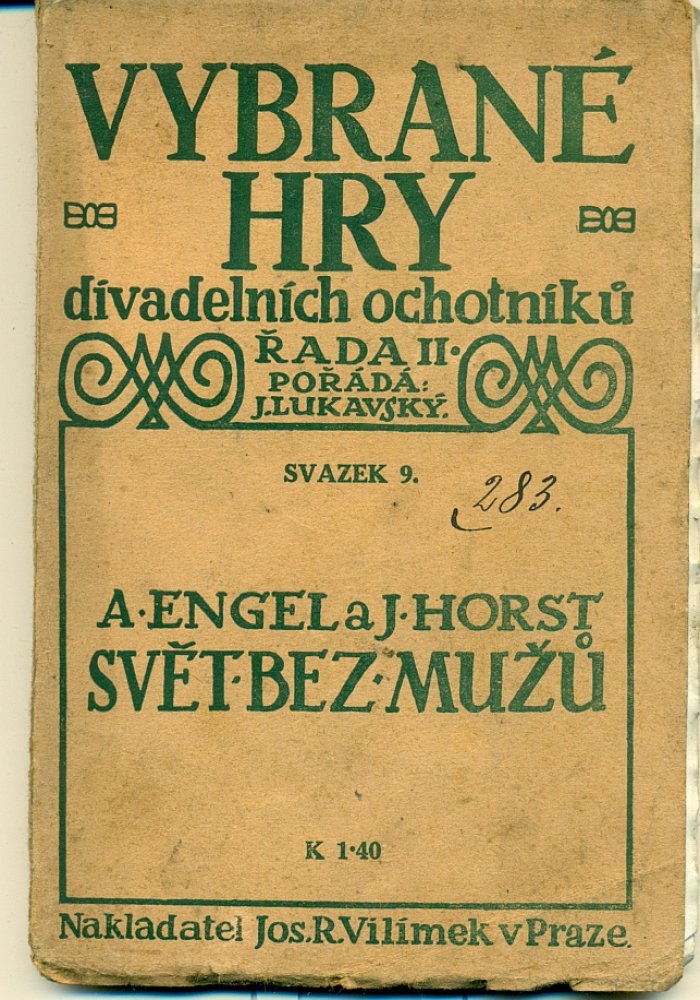 VYBRANÉ
HRY
divadelních ochotníků
ŘADA II·
POŘÁDÁ:
J. LUKAVSKÝ.
SVAZEK 9.
283.
A·ENGEL a J·HORST
SVĚT·BEZ·MUŽŮ
K 1·40
Nakladatel Jos. R. Vilímek v Praze.